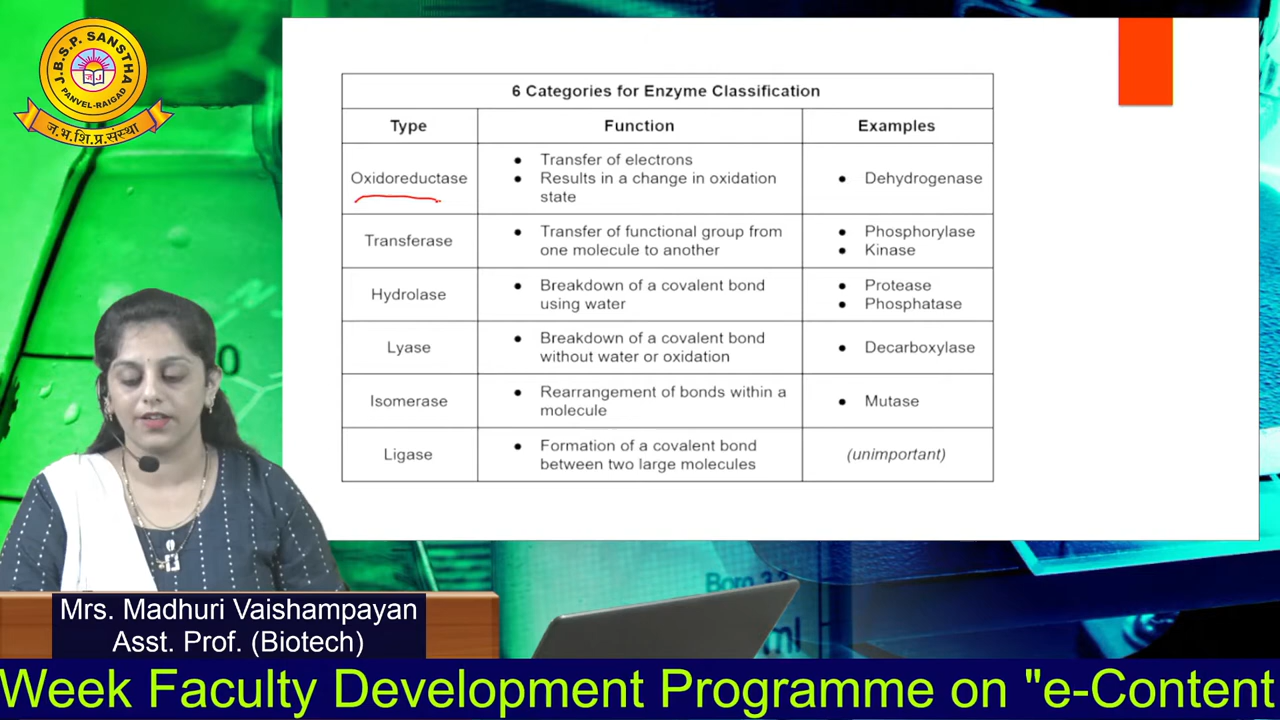 J.B.S.P. SANSTHA
PANVEL-RAIGAD
ज.भ.शि.प्र.संस्था
6 Categories for Enzyme Classification
Type Function Examples
Oxidoreductase
• Transfer of electrons
• Results in a change in oxidation
state
• Dehydrogenase
Transferase
• Transfer of functional group from
one molecule to another
• Phosphorylase
• Kinase
Hydrolase
• Breakdown of a covalent bond
using water
• Protease
• Phosphatase
Lyase
• Breakdown of a covalent bond
without water or oxidation
• Decarboxylase
Isomerase
• Rearrangement of bonds within a
molecule
• Mutase
Ligase
• Formation of a covalent bond
between two large molecules
(unimportant)
Mrs. Madhuri Vaishampayan
Asst. Prof. (Biotech)
Week Faculty Development Programme on "e-Content